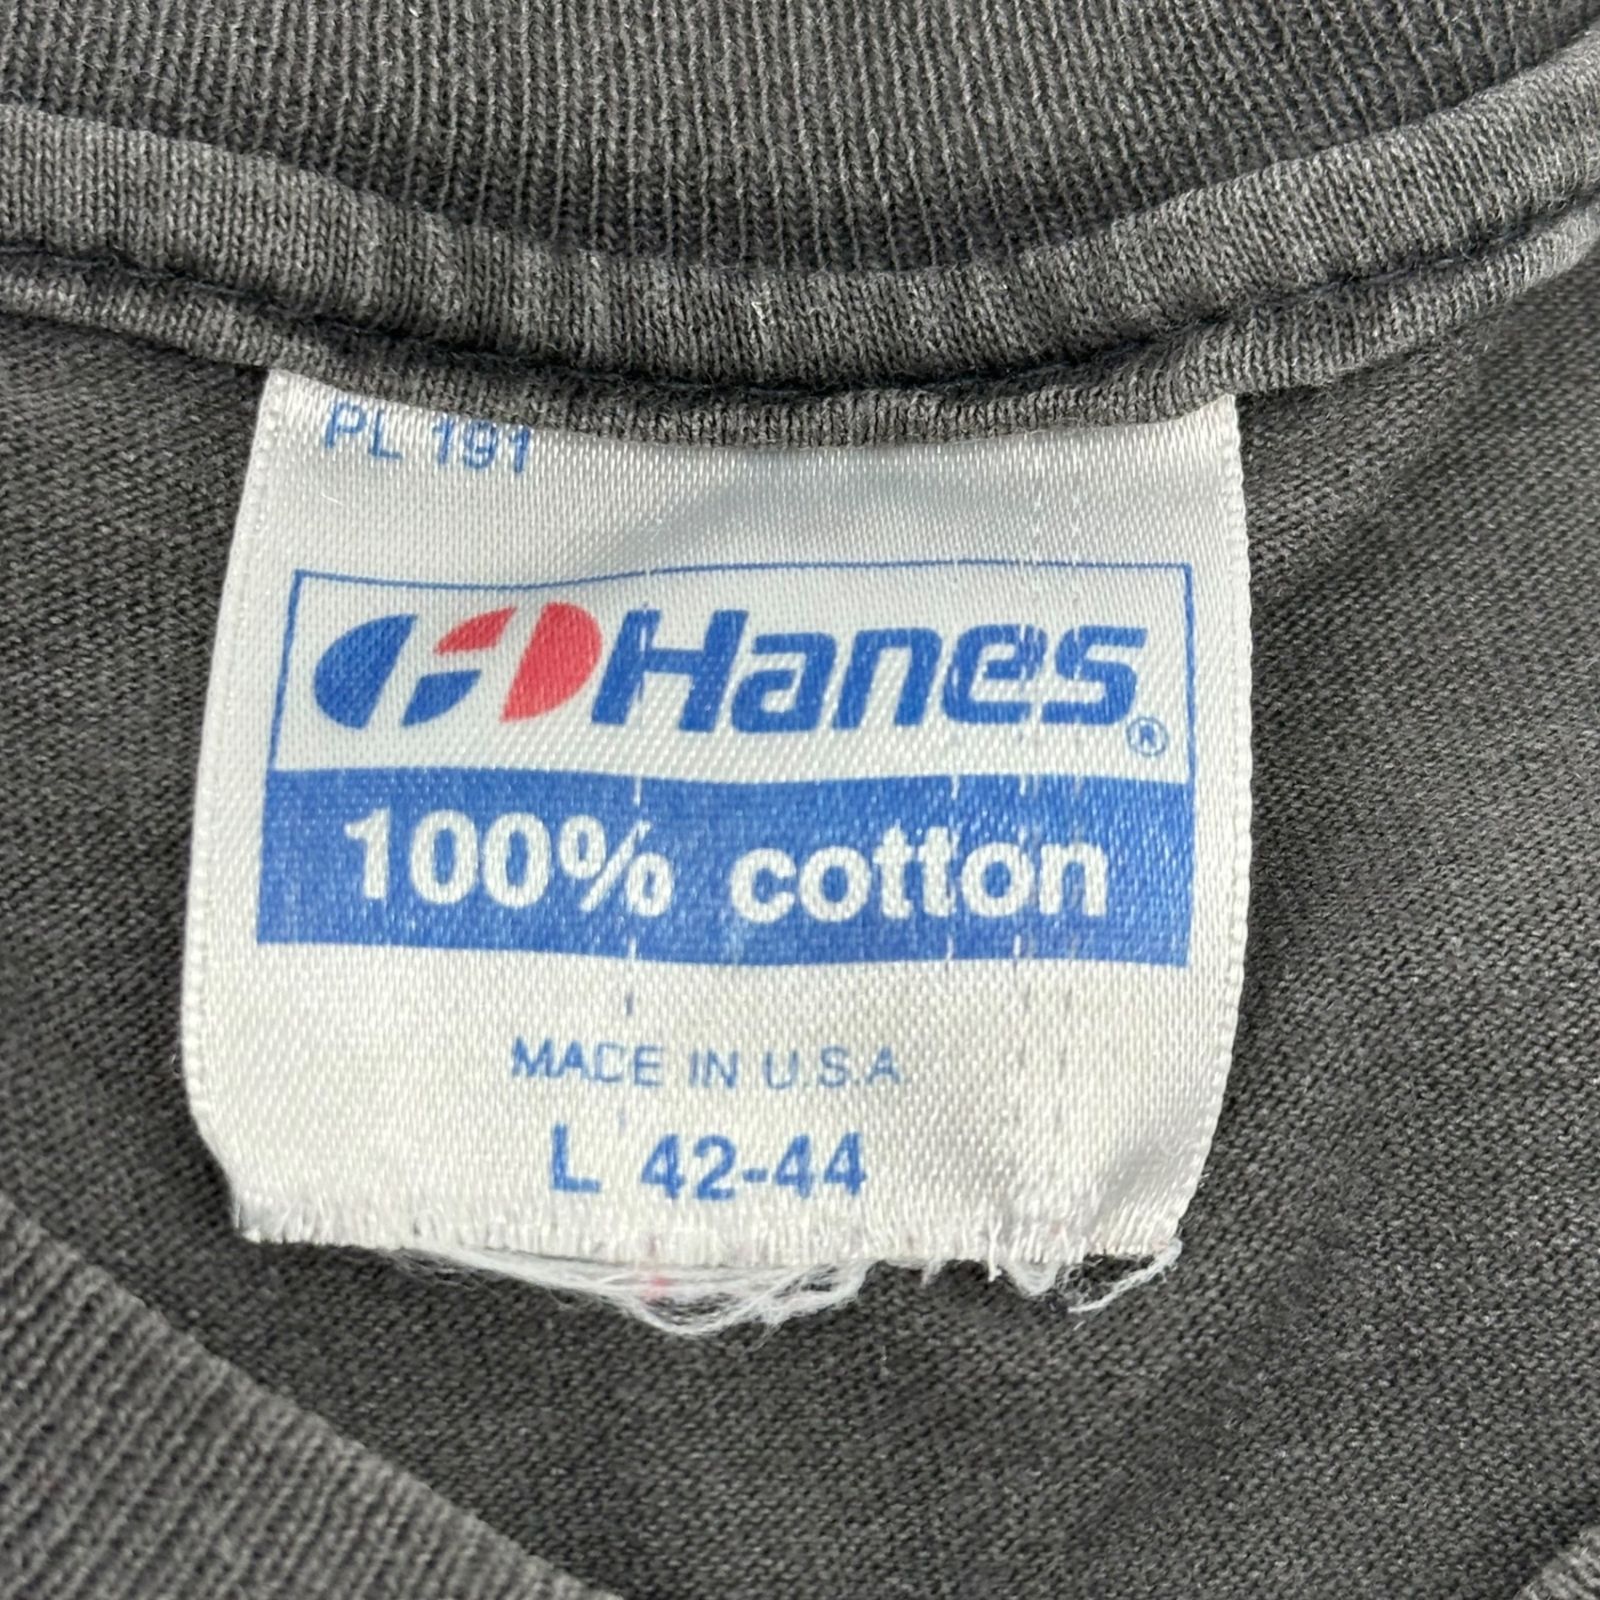 PL 191
Hanes®
100% cotton
MADE IN U.S.A
L 42-44